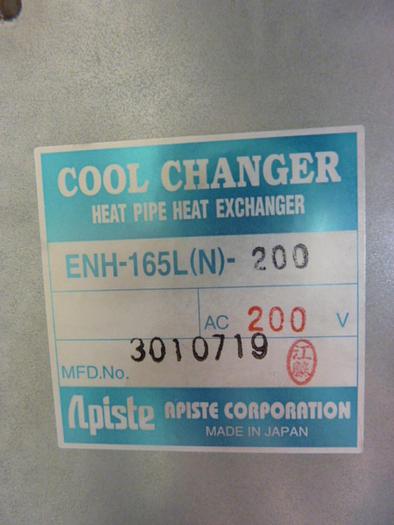 COOL CHANGER
HEAT PIPE HEAT EXCHANGER
ENH-165L(N)- 200
AC 200 V
MFD.No. 3010719
Apiste APISTE CORPORATION
MADE IN JAPAN